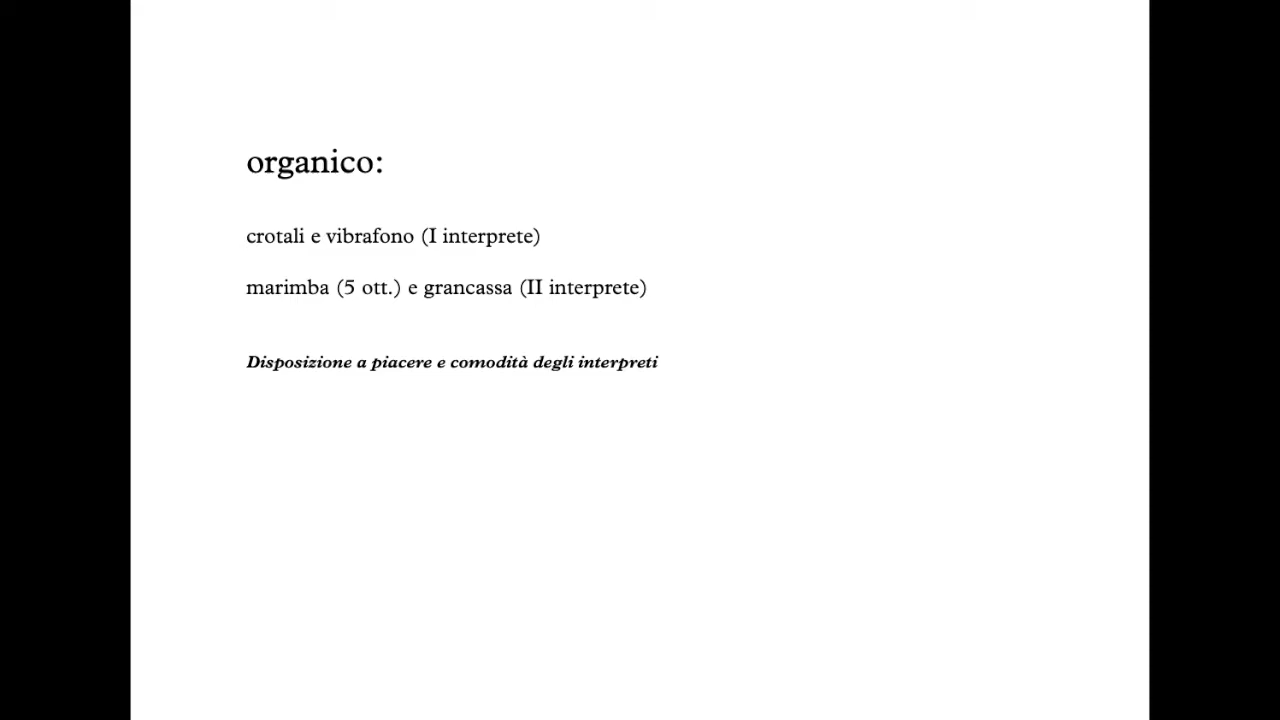 organico:
crotali e vibrafono (I interprete)
marimba (5 ott.) e grancassa (II interprete)
Disposizione a piacere e comodità degli interpreti